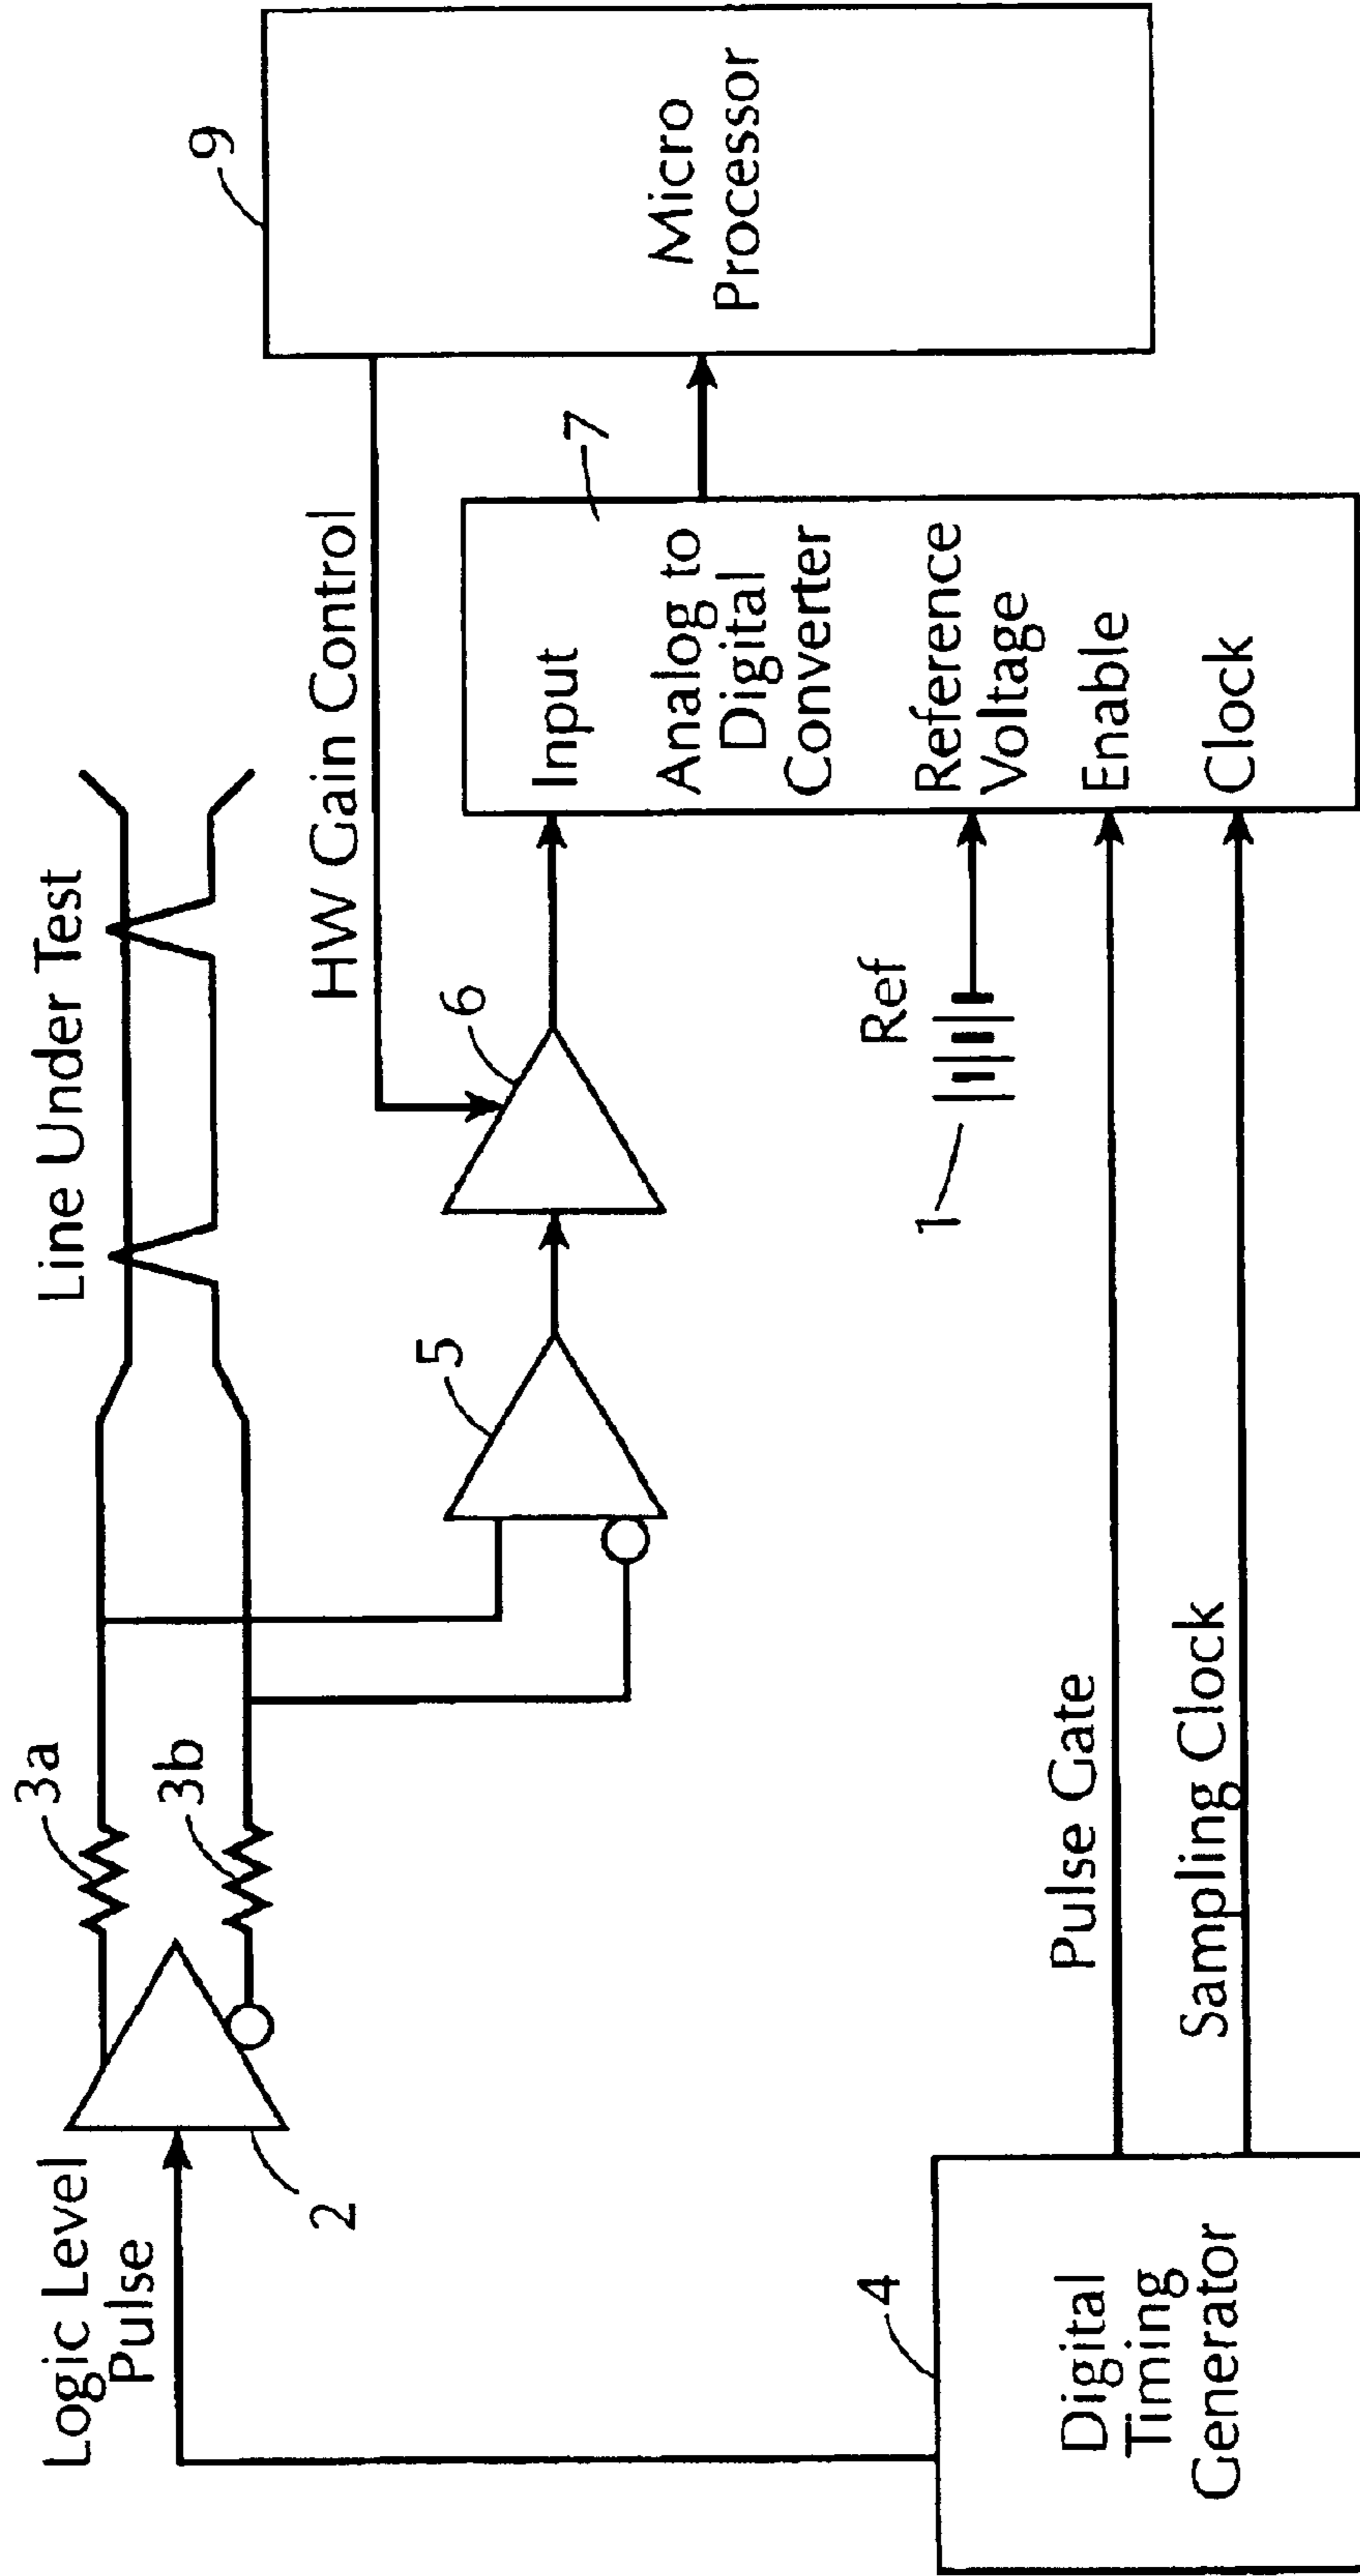 Logic Level
Pulse
2
3a
3b
Line Under Test
5
6
HW Gain Control
9
Micro
Processor
7
Input
Analog to
Digital
Converter
Reference
Voltage
Enable
Clock
Ref
1
Pulse Gate
Sampling Clock
4
Digital
Timing
Generator